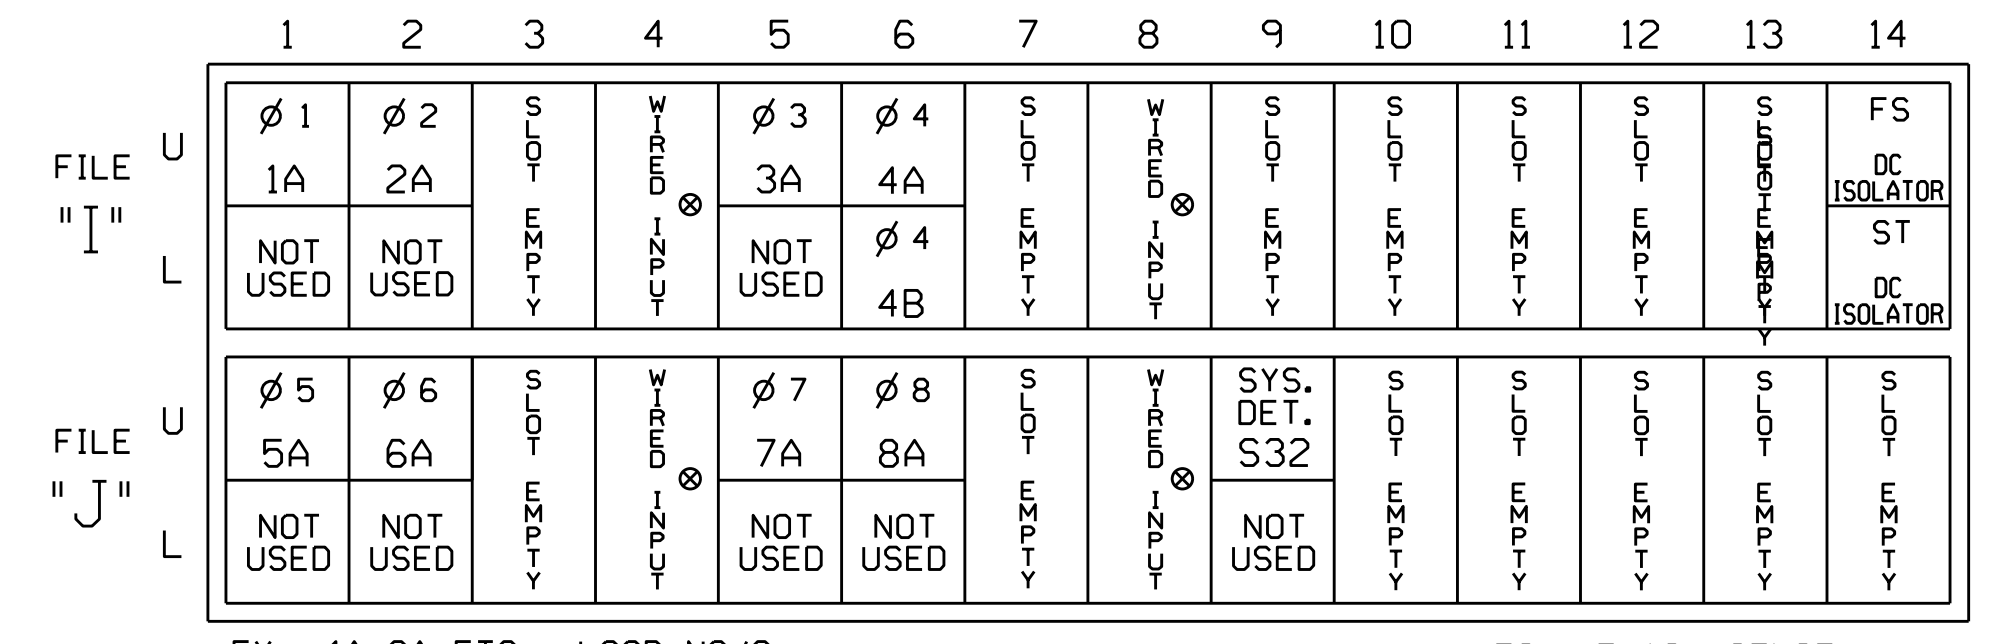 1 2 3 4 5 6 7 8 9 10 11 12 13 14
FILE "I"
U
L
Ø 1
1A
NOT USED
Ø 2
2A
NOT USED
SLOT EMPTY
WIRED INPUT
Ø 3
3A
NOT USED
Ø 4
4A
Ø 4
4B
SLOT EMPTY
WIRED INPUT
SLOT EMPTY
SLOT EMPTY
SLOT EMPTY
SLOT EMPTY
SLOT EMPTY
SLOT EMPTY
FS
DC
ISOLATOR
ST
DC
ISOLATOR
FILE "J"
U
L
Ø 5
5A
NOT USED
Ø 6
6A
NOT USED
SLOT EMPTY
WIRED INPUT
Ø 7
7A
NOT USED
Ø 8
8A
NOT USED
SLOT EMPTY
WIRED INPUT
SYS.
DET.
S32
NOT USED
SLOT EMPTY
SLOT EMPTY
SLOT EMPTY
SLOT EMPTY
SLOT EMPTY